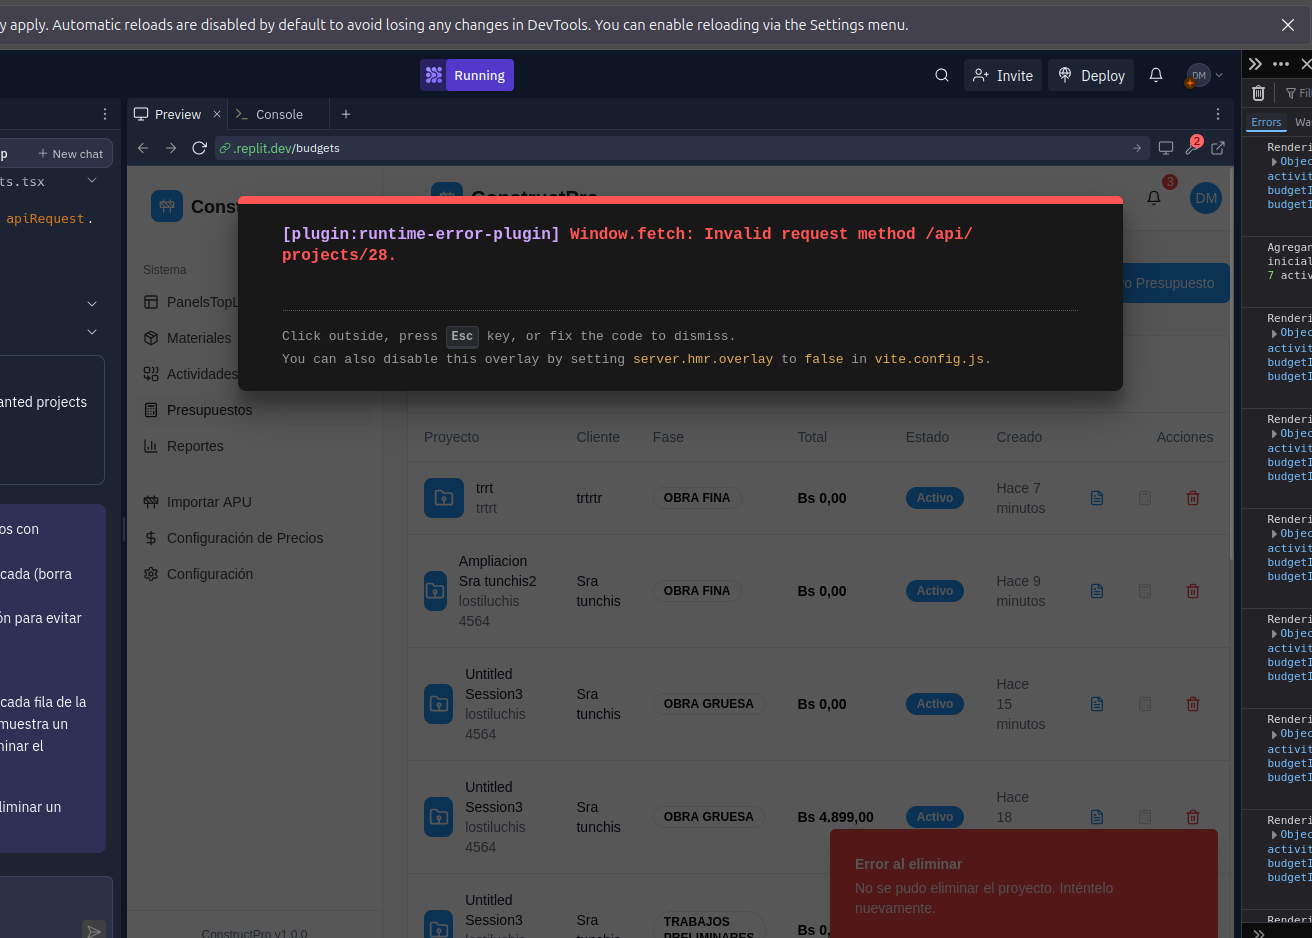 y apply. Automatic reloads are disabled by default to avoid losing any changes in DevTools. You can enable reloading via the Settings menu.
Running
Invite
Deploy
DM
Preview
Console
New chat
.replit.dev/budgets
2
Errors
ts.tsx
apiRequest.
anted projects
os con
cada (borra
ón para evitar
cada fila de la
muestra un
minar el
liminar un
3
DM
Sistema
PanelsTopL
Materiales
Actividades
Presupuestos
Reportes
Importar APU
Configuración de Precios
Configuración
ConstructPro v1.0.0
[plugin:runtime-error-plugin] Window.fetch: Invalid request method /api/
projects/28.
Click outside, press Esc key, or fix the code to dismiss.
You can also disable this overlay by setting server.hmr.overlay to false in vite.config.js.
o Presupuesto
Proyecto Cliente Fase Total Estado Creado Acciones
trrt
trtrt
trtrtr
OBRA FINA
Bs 0,00
Activo
Hace 7
minutos
Ampliacion
Sra tunchis2
lostiluchis
4564
Sra
tunchis
OBRA FINA
Bs 0,00
Activo
Hace 9
minutos
Untitled
Session3
lostiluchis
4564
Sra
tunchis
OBRA GRUESA
Bs 0,00
Activo
Hace
15
minutos
Untitled
Session3
lostiluchis
4564
Sra
tunchis
OBRA GRUESA
Bs 4.899,00
Activo
Hace
18
Untitled
Session3
Sra
TRABAJOS
Bs 0,
Error al eliminar
No se pudo eliminar el proyecto. Inténtelo
nuevamente.
Renderi
Objec
activit
budgetI
budgetI
Agregan
inicial
7 activ
Renderi
Objec
activit
budgetI
budgetI
Renderi
Objec
activit
budgetI
budgetI
Renderi
Objec
activit
budgetI
budgetI
Renderi
Objec
activit
budgetI
budgetI
Renderi
Objec
activit
budgetI
budgetI
Renderi
Objec
activit
budgetI
budgetI
Renderi